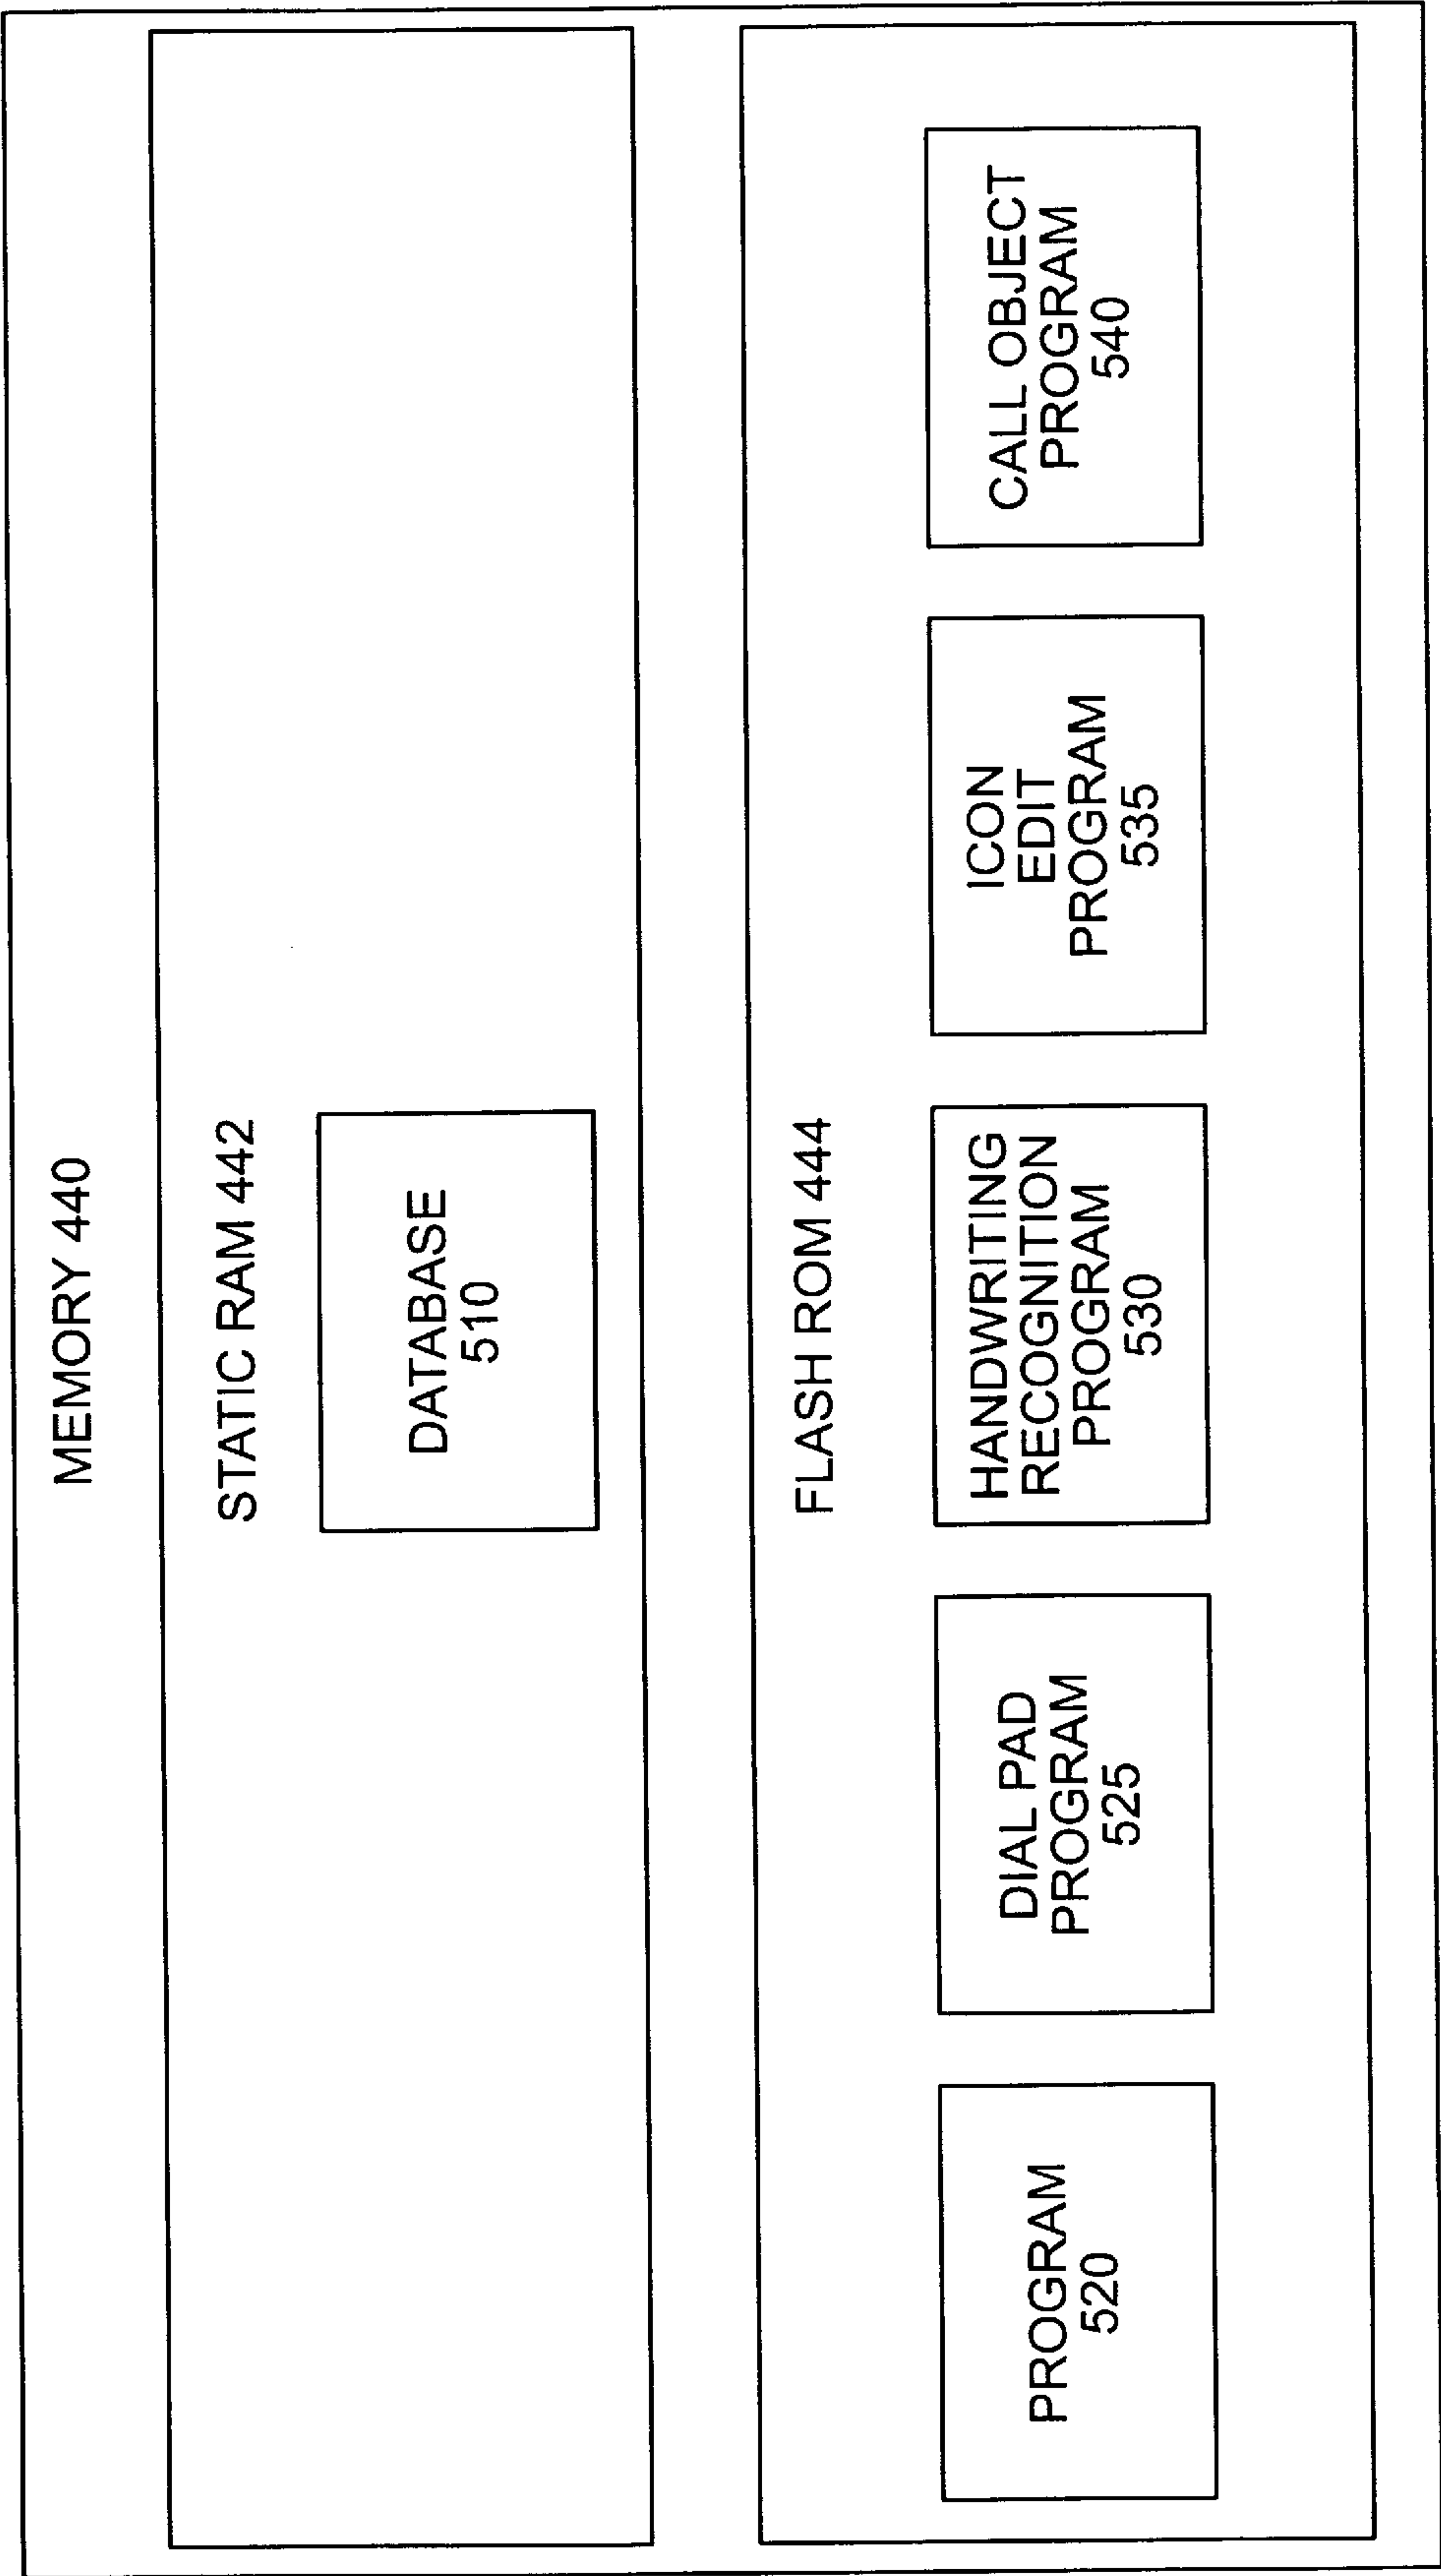 MEMORY 440
STATIC RAM 442
DATABASE
510
FLASH ROM 444
PROGRAM
520
DIAL PAD
PROGRAM
525
HANDWRITING
RECOGNITION
PROGRAM
530
ICON
EDIT
PROGRAM
535
CALL OBJECT
PROGRAM
540